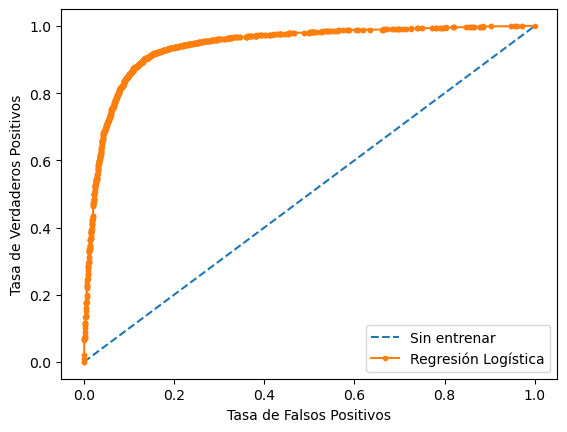 1.0
0.8
0.6
0.4
0.2
0.0
Tasa de Verdaderos Positivos
Sin entrenar
Regresión Logística
0.0 0.2 0.4 0.6 0.8 1.0
Tasa de Falsos Positivos